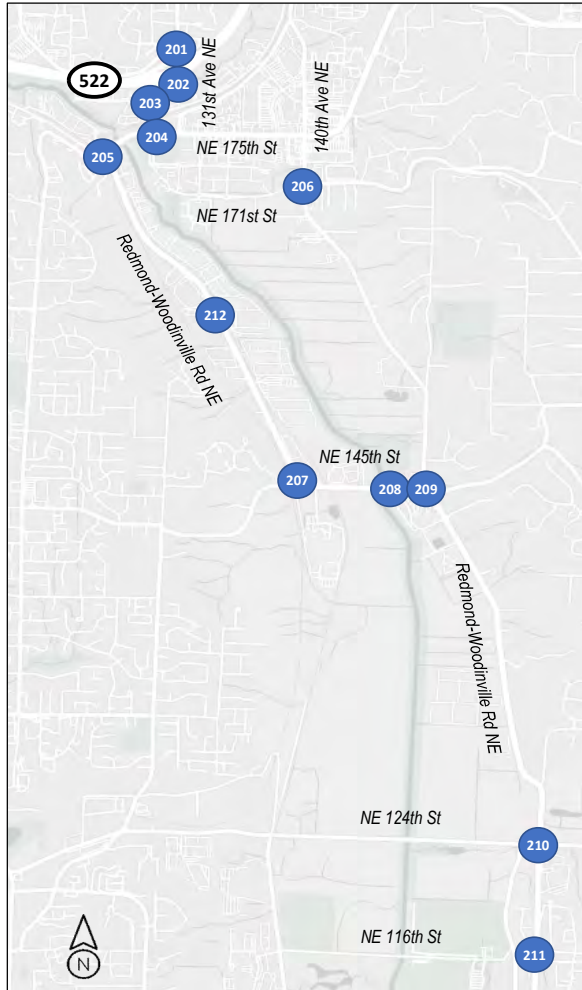 201
131st Ave NE
522
202
203
140th Ave NE
204
NE 175th St
205
206
NE 171st St
Redmond-Woodinville Rd NE
212
NE 145th St
207
208
209
Redmond-Woodinville Rd NE
NE 124th St
210
NE 116th St
211
N